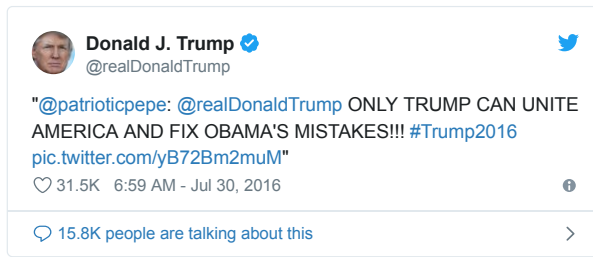 Donald J. Trump
@realDonaldTrump
"@patrioticpepe: @realDonaldTrump ONLY TRUMP CAN UNITE
AMERICA AND FIX OBAMA'S MISTAKES!!! #Trump2016
pic.twitter.com/yB72Bm2muM"
31.5K 6:59 AM - Jul 30, 2016
15.8K people are talking about this